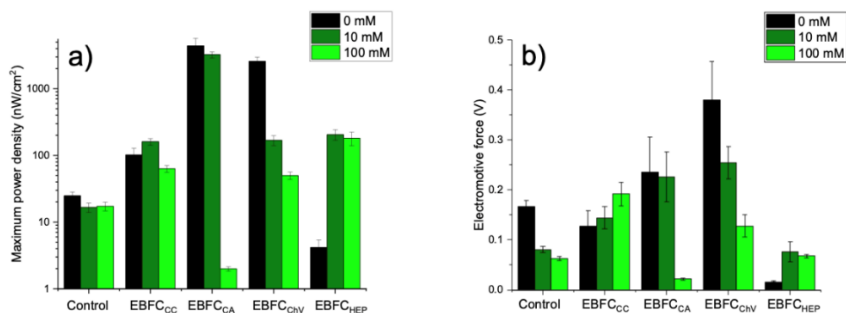 a)
0 mM
10 mM
100 mM
Maximum power density (nW/cm²)
1000
100
10
1
Control EBFC_CC EBFC_CA EBFC_ChV EBFC_HEP
b)
0 mM
10 mM
100 mM
Electromotive force (V)
0.5
0.4
0.3
0.2
0.1
0.0
Control EBFC_CC EBFC_CA EBFC_ChV EBFC_HEP